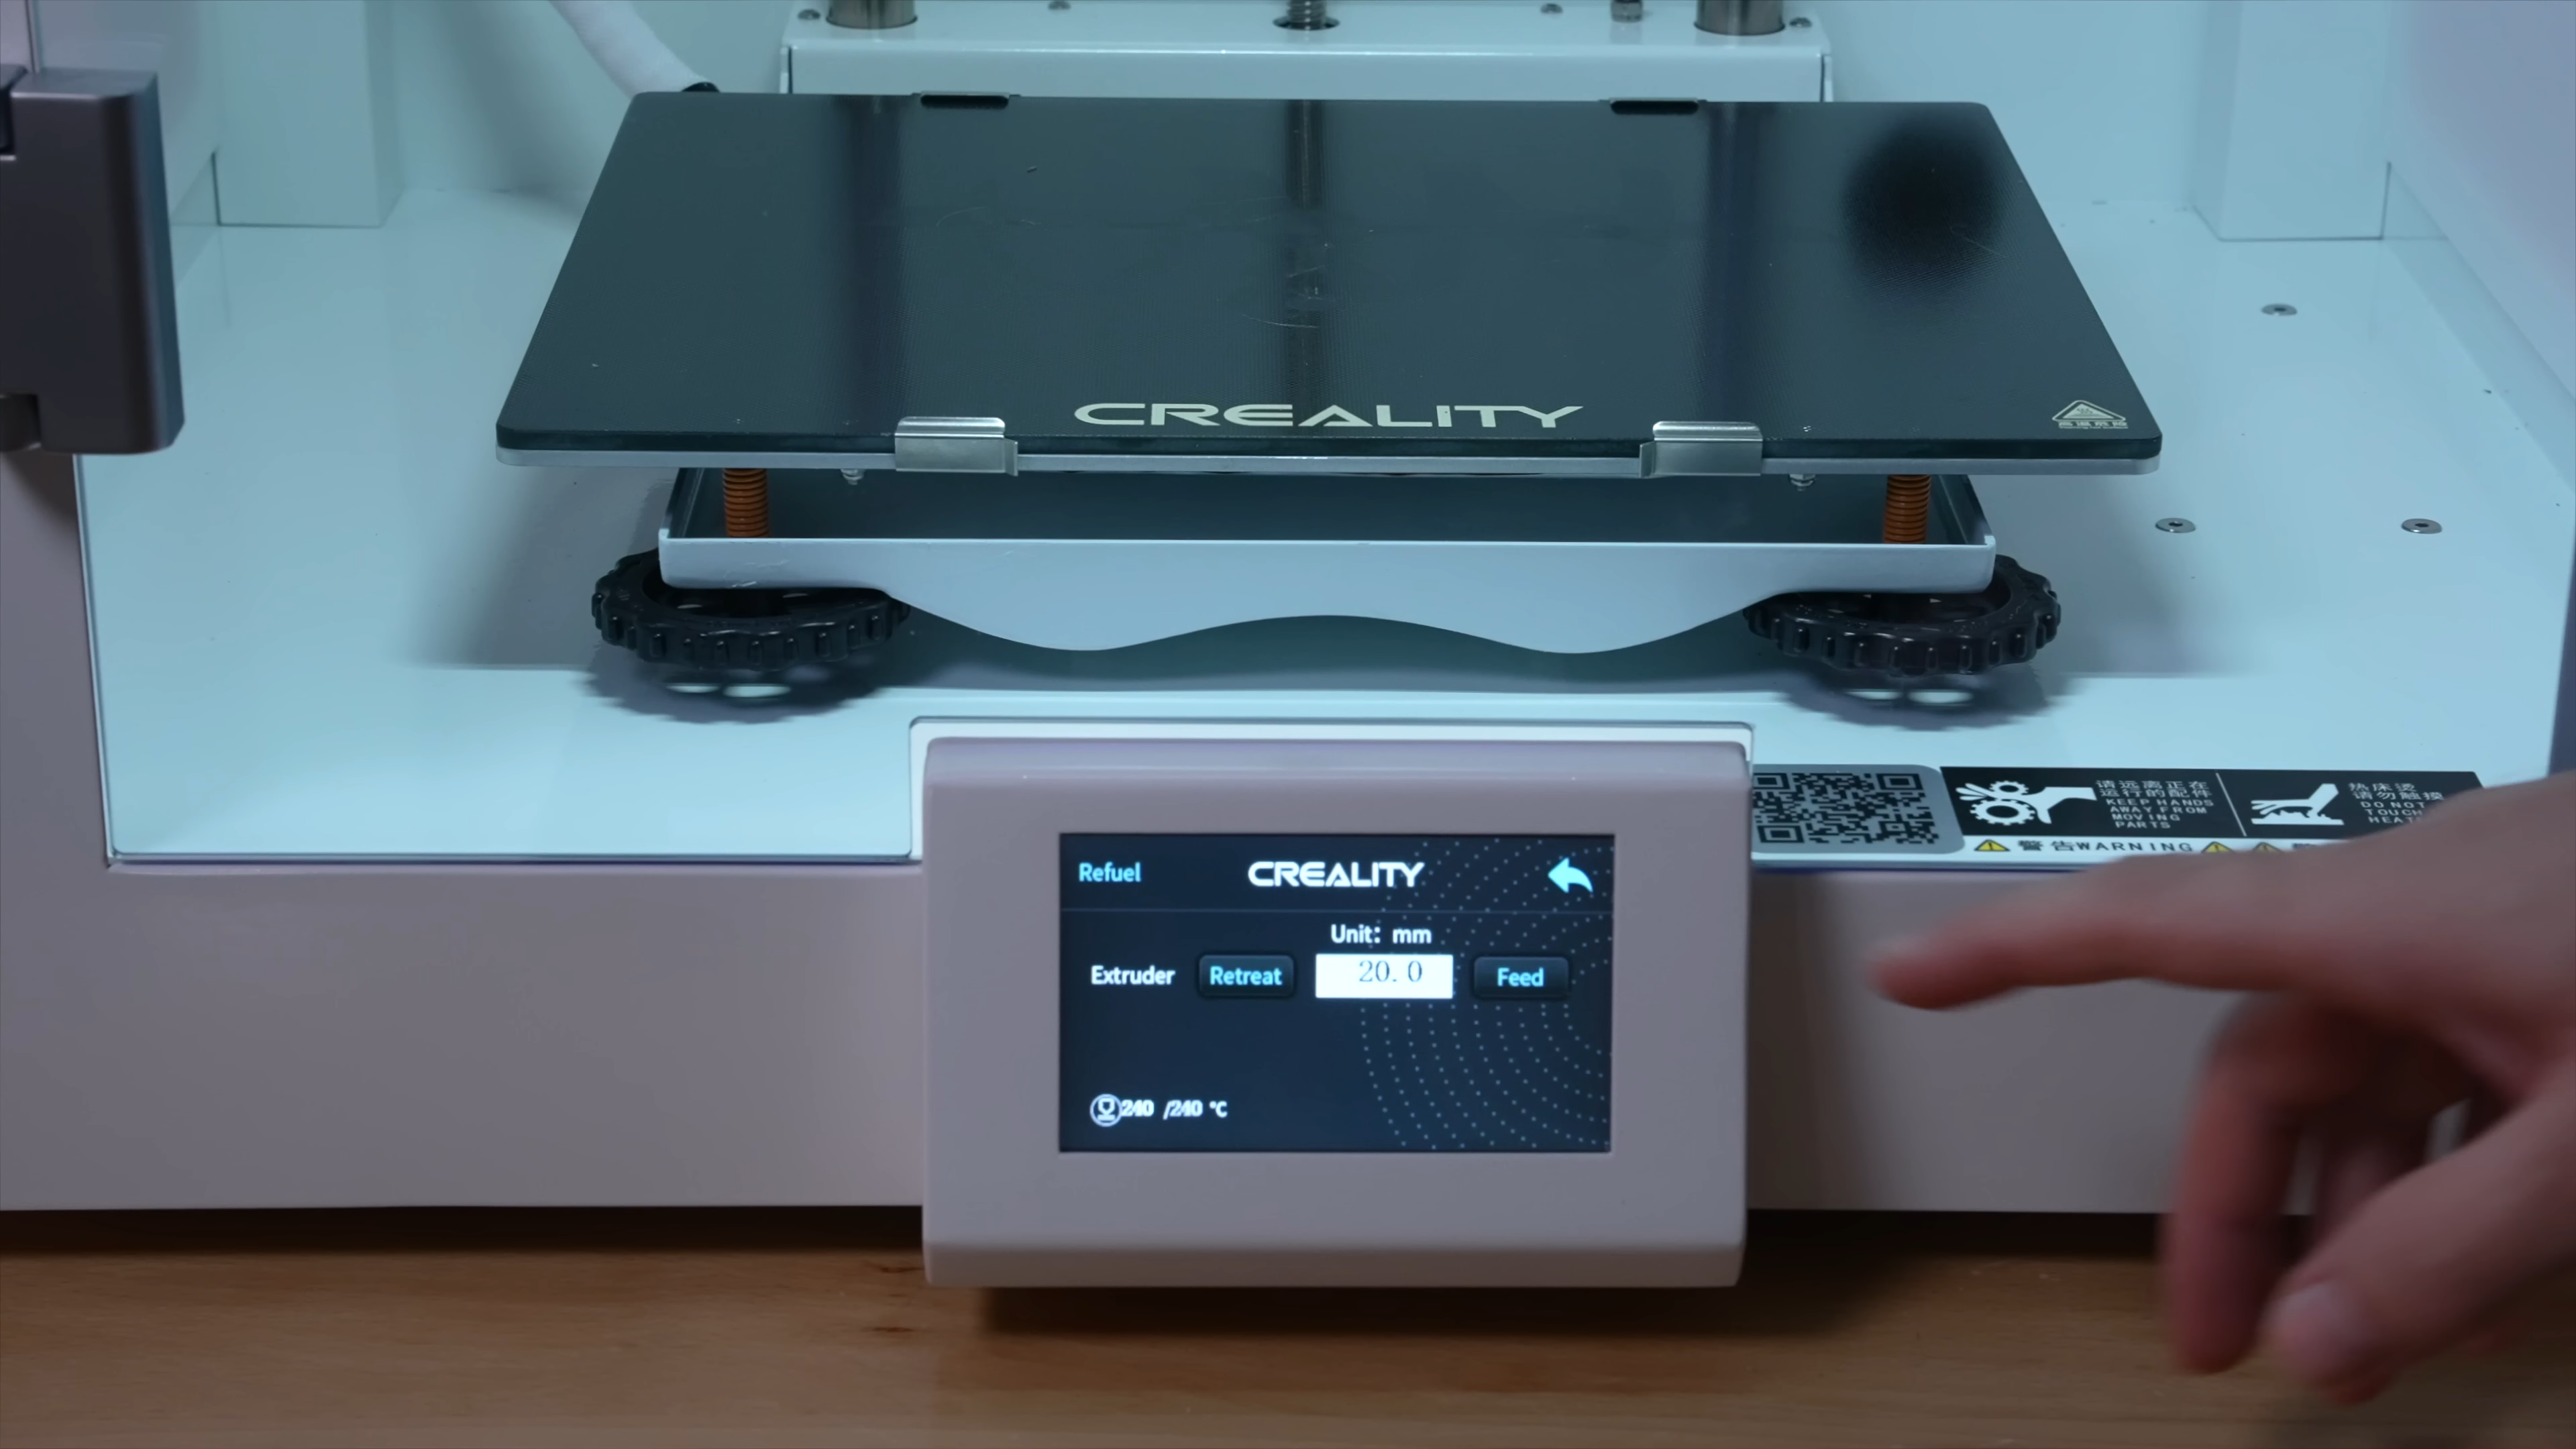 CREALITY
请远离正在
运行的配件
KEEP HANDS
AWAY FROM
MOVING
PARTS
热床烫
请勿触摸
DO NOT
TOUCH
警告WARNING
Refuel
CREALITY
Unit: mm
Extruder
Retreat
20.0
Feed
240 /240 °C